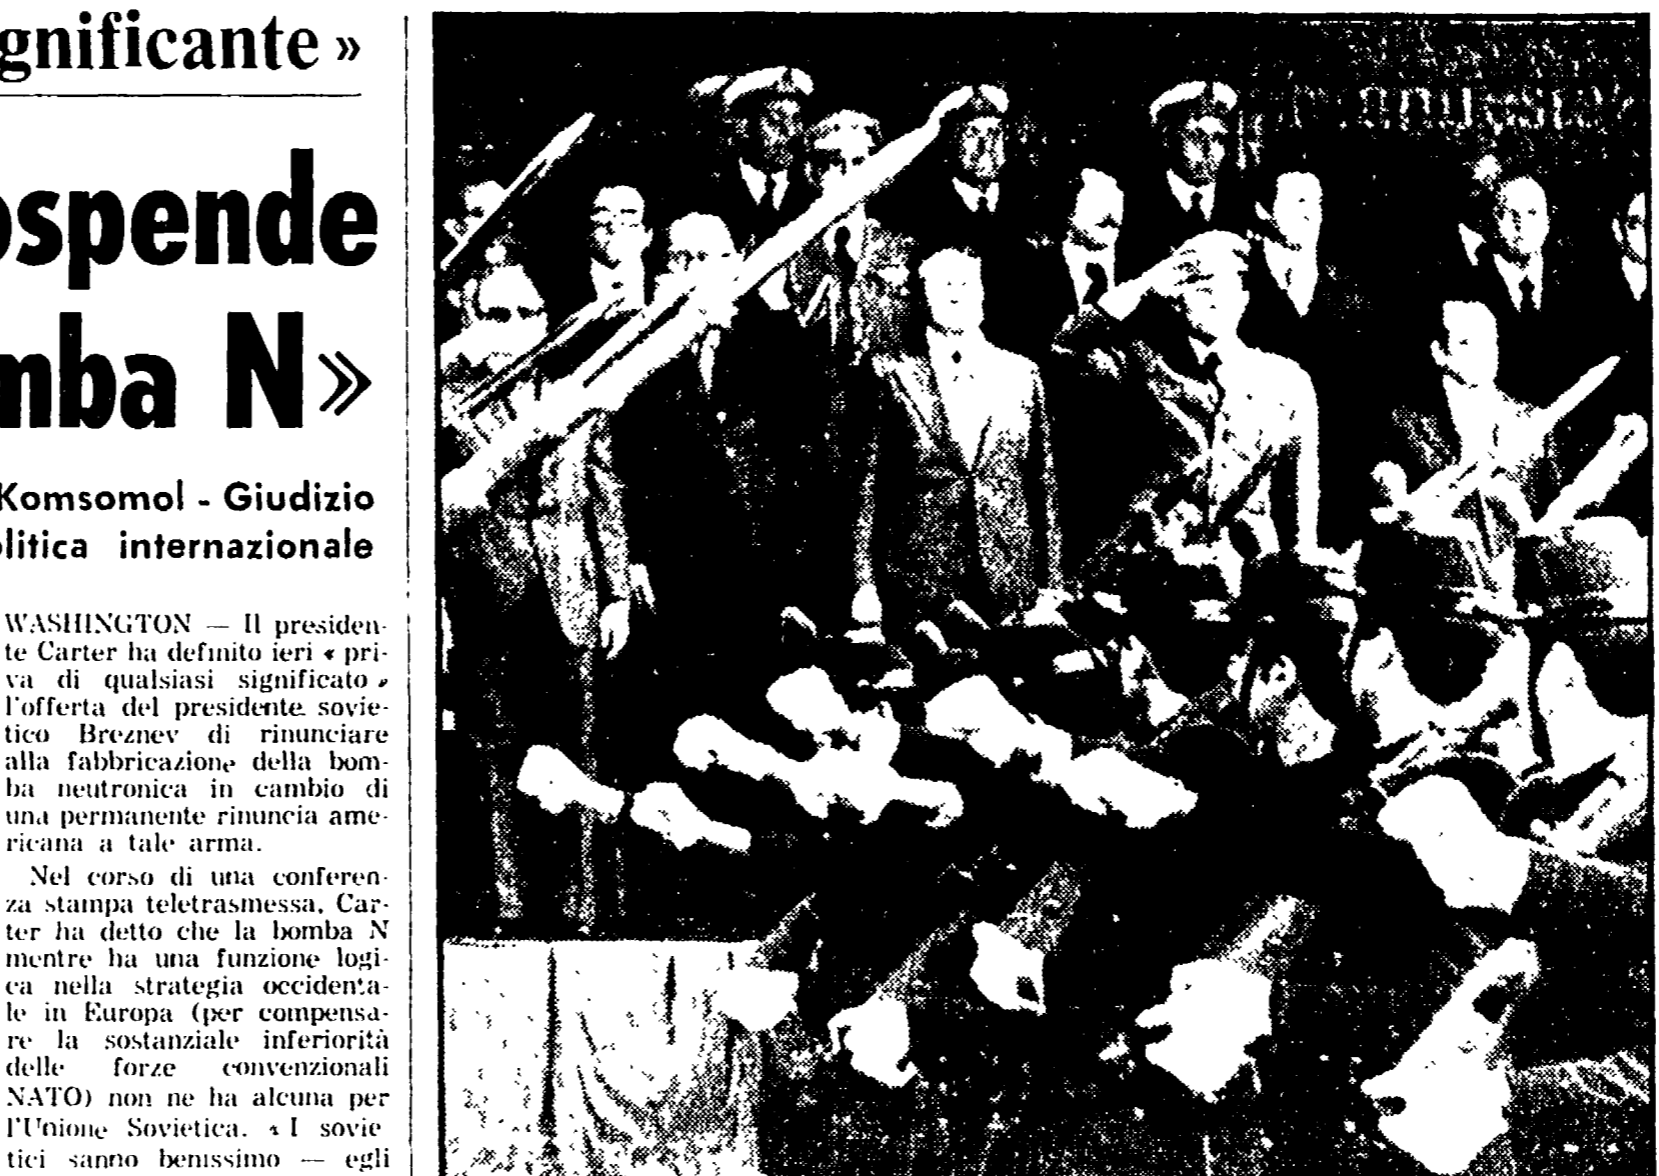 gnificante »
ospende
mba N»
Komsomol - Giudizio
litica internazionale
WASHINGTON — Il presiden-
te Carter ha definito ieri « pri-
va di qualsiasi significato »
l'offerta del presidente sovie-
tico Breznev di rinunciare
alla fabbricazione della bom-
ba neutronica in cambio di
una permanente rinuncia ame-
ricana a tale arma.
Nel corso di una conferen-
za stampa teletrasmessa, Car-
ter ha detto che la bomba N
mentre ha una funzione logi-
ca nella strategia occidenta-
le in Europa (per compensa-
re la sostanziale inferiorità
delle forze convenzionali
NATO) non ne ha alcuna per
l'Unione Sovietica. « I sovie
tici sanno benissimo — egli